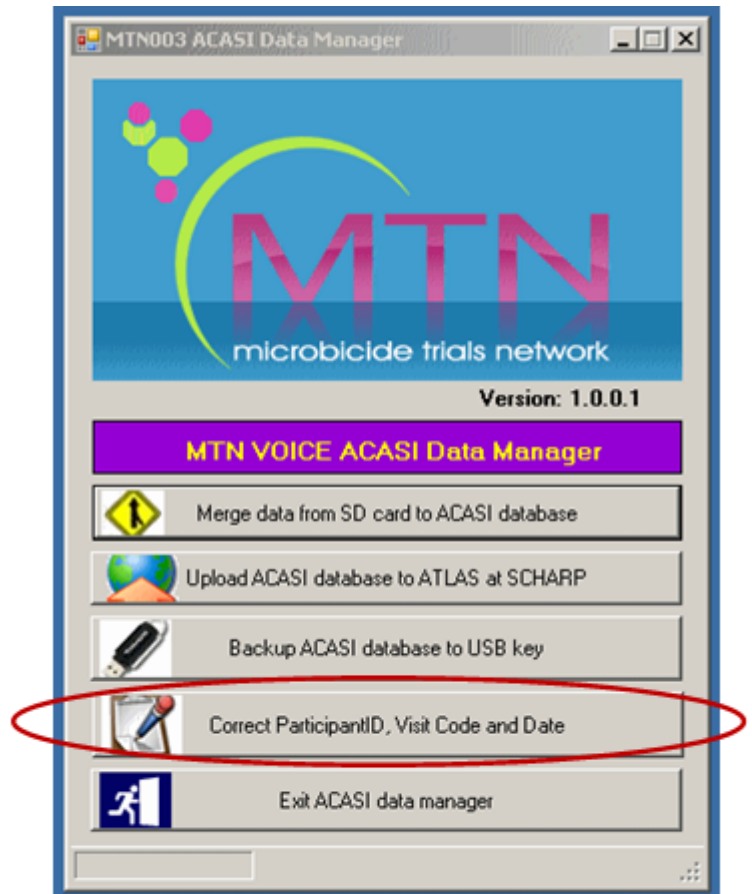 MTN003 ACASI Data Manager
MTN
microbicide trials network
Version: 1.0.0.1
MTN VOICE ACASI Data Manager
Merge data from SD card to ACASI database
Upload ACASI database to ATLAS at SCHARP
Backup ACASI database to USB key
Correct ParticipantID, Visit Code and Date
Exit ACASI data manager